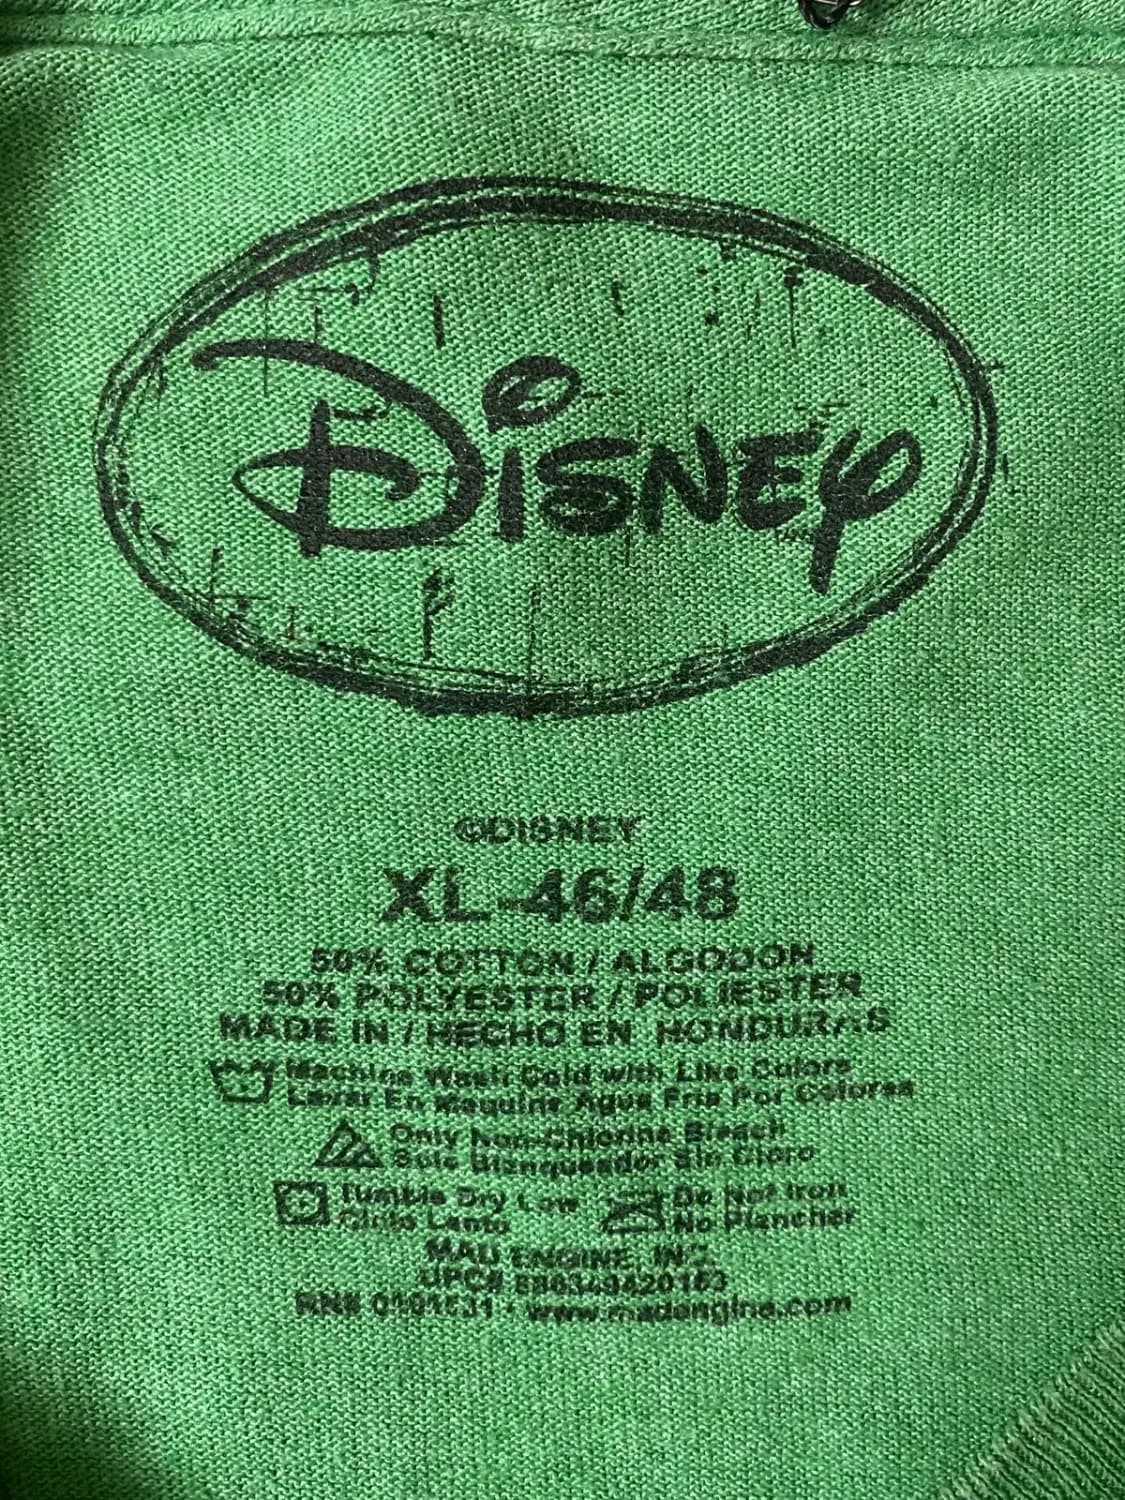 Disney
©DISNEY
XL-46/48
50% COTTON / ALGODON
50% POLYESTER / POLIESTER
MADE IN / HECHO EN HONDURAS
Machine Wash Cold with Like Colors
Lavar En Maquina Agua Fria Por Colores
Only Non-Chlorine Bleach
Solo Blanqueador Sin Cloro
Tumble Dry Low
Ciclo Lento
Do Not Iron
No Planchar
MAD ENGINE, INC.
UPC#
RN# www.madengine.com